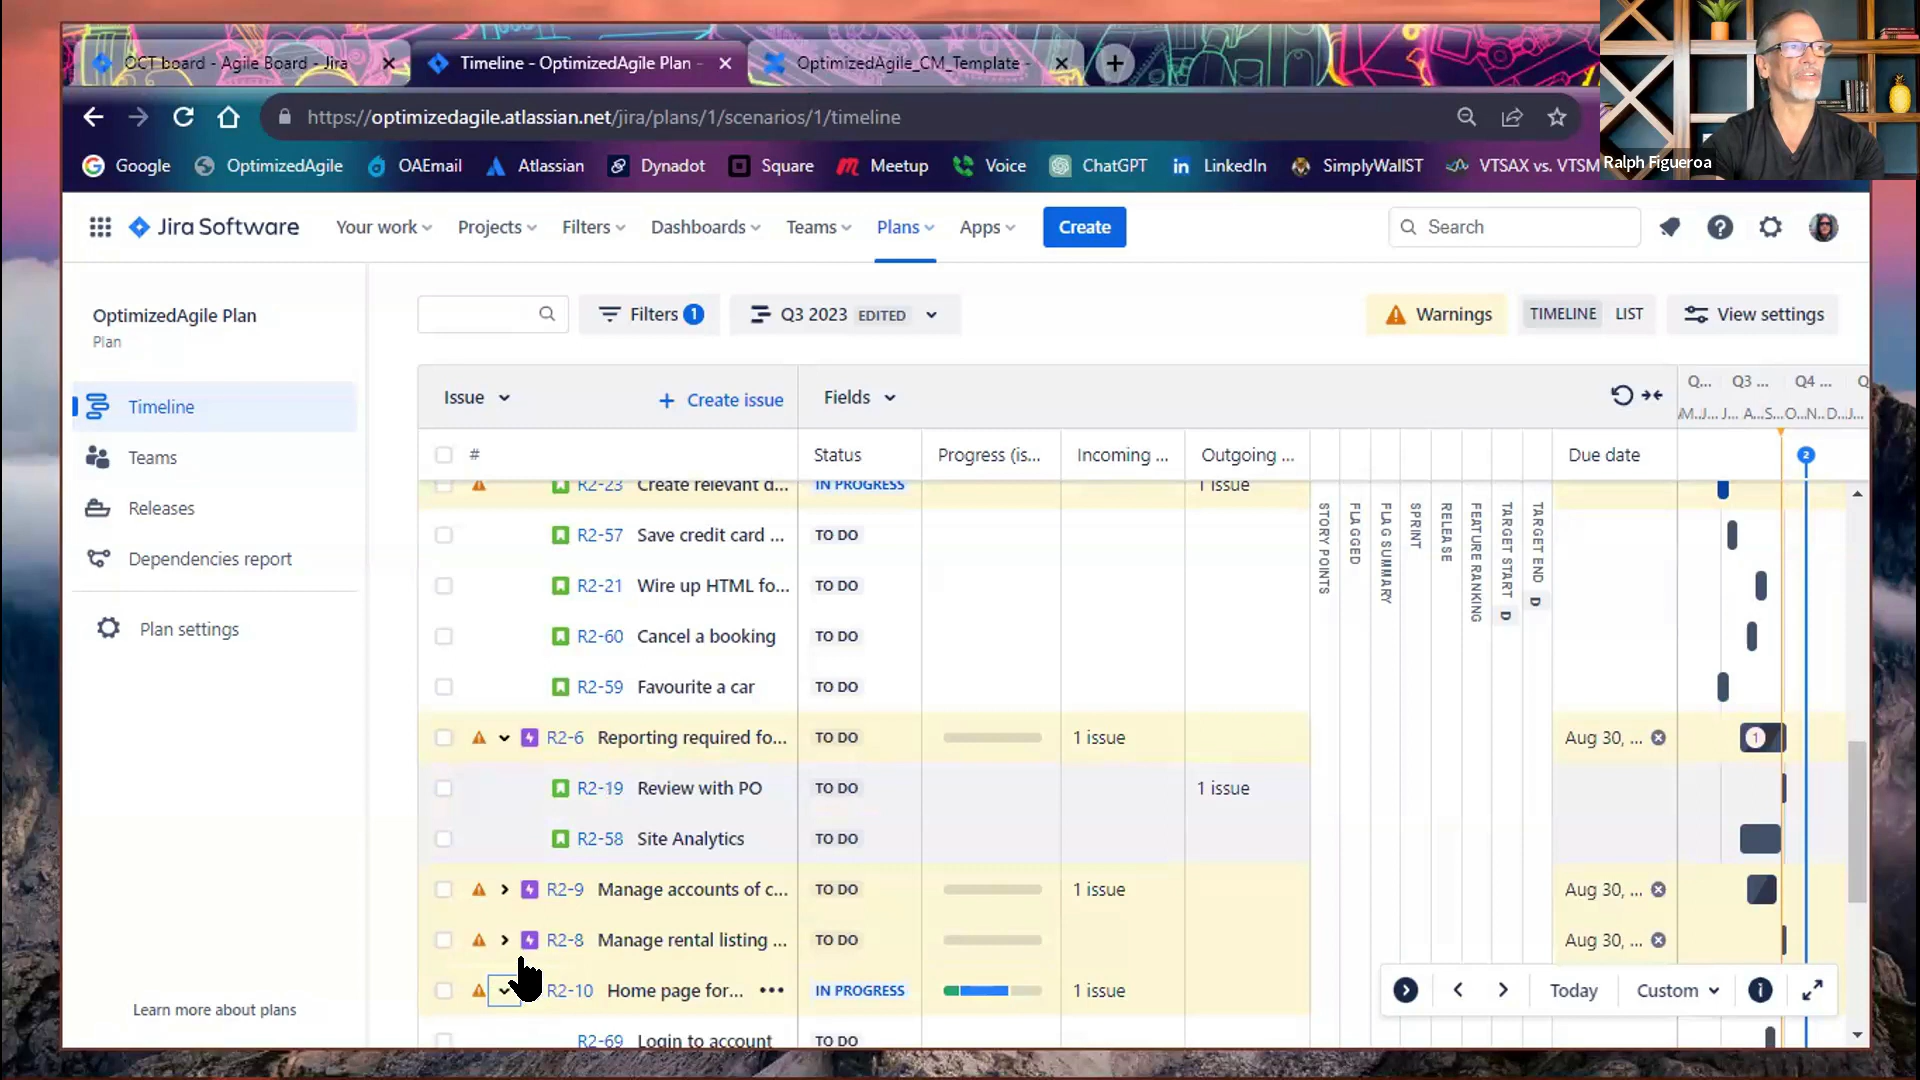 OCT board - Agile Board - Jira
Timeline - OptimizedAgile Plan -
OptimizedAgile_CM_Template -
https://optimizedagile.atlassian.net/jira/plans/1/scenarios/1/timeline
Google
OptimizedAgile
OAEmail
Atlassian
Dynadot
Square
Meetup
Voice
ChatGPT
LinkedIn
SimplyWallST
VTSAX vs. VTSM
Ralph Figueroa
Jira Software
Your work
Projects
Filters
Dashboards
Teams
Plans
Apps
Create
Search
OptimizedAgile Plan
Plan
Timeline
Teams
Releases
Dependencies report
Plan settings
Learn more about plans
Filters 1
Q3 2023 EDITED
Warnings
TIMELINE
LIST
View settings
Issue
+ Create issue
Fields
Q... Q3 ... Q4 ... Q
M...J... J... A...S...O...N...D...J...
#
Status
Progress (is...
Incoming ...
Outgoing ...
STORY POINTS
FLAGGED
FLAG SUMMARY
SPRINT
RELEASE
FEATURE RANKING
TARGET START D
TARGET END D
Due date
2
R2-23 Create relevant d... IN PROGRESS 1 issue
R2-57 Save credit card ... TO DO
R2-21 Wire up HTML fo... TO DO
R2-60 Cancel a booking TO DO
R2-59 Favourite a car TO DO
R2-6 Reporting required fo... TO DO 1 issue Aug 30, ... 1
R2-19 Review with PO TO DO 1 issue
R2-58 Site Analytics TO DO
R2-9 Manage accounts of c... TO DO 1 issue Aug 30, ...
R2-8 Manage rental listing ... TO DO Aug 30, ...
R2-10 Home page for... ••• IN PROGRESS 1 issue
R2-69 Login to account TO DO
Today
Custom